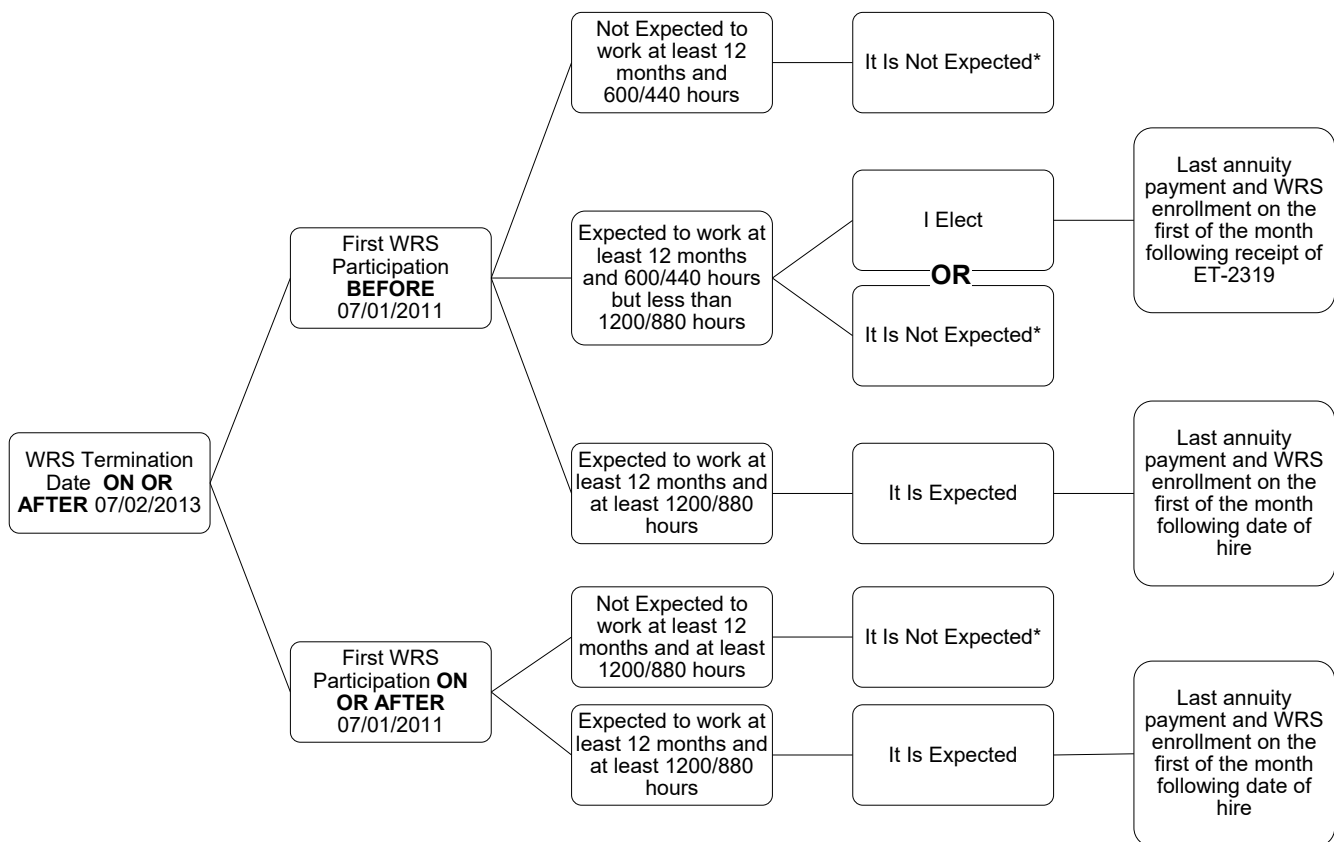 WRS Termination
Date ON OR
AFTER 07/02/2013
First WRS
Participation
BEFORE
07/01/2011
Not Expected to
work at least 12
months and
600/440 hours
It Is Not Expected*
Expected to work at
least 12 months
and 600/440 hours
but less than
1200/880 hours
I Elect
OR
It Is Not Expected*
Last annuity
payment and WRS
enrollment on the
first of the month
following receipt of
ET-2319
Expected to work at
least 12 months and
at least 1200/880
hours
It Is Expected
Last annuity
payment and WRS
enrollment on the
first of the month
following date of
hire
First WRS
Participation ON
OR AFTER
07/01/2011
Not Expected to
work at least 12
months and at least
1200/880 hours
It Is Not Expected*
Expected to work at
least 12 months and
at least 1200/880
hours
It Is Expected
Last annuity
payment and WRS
enrollment on the
first of the month
following date of
hire